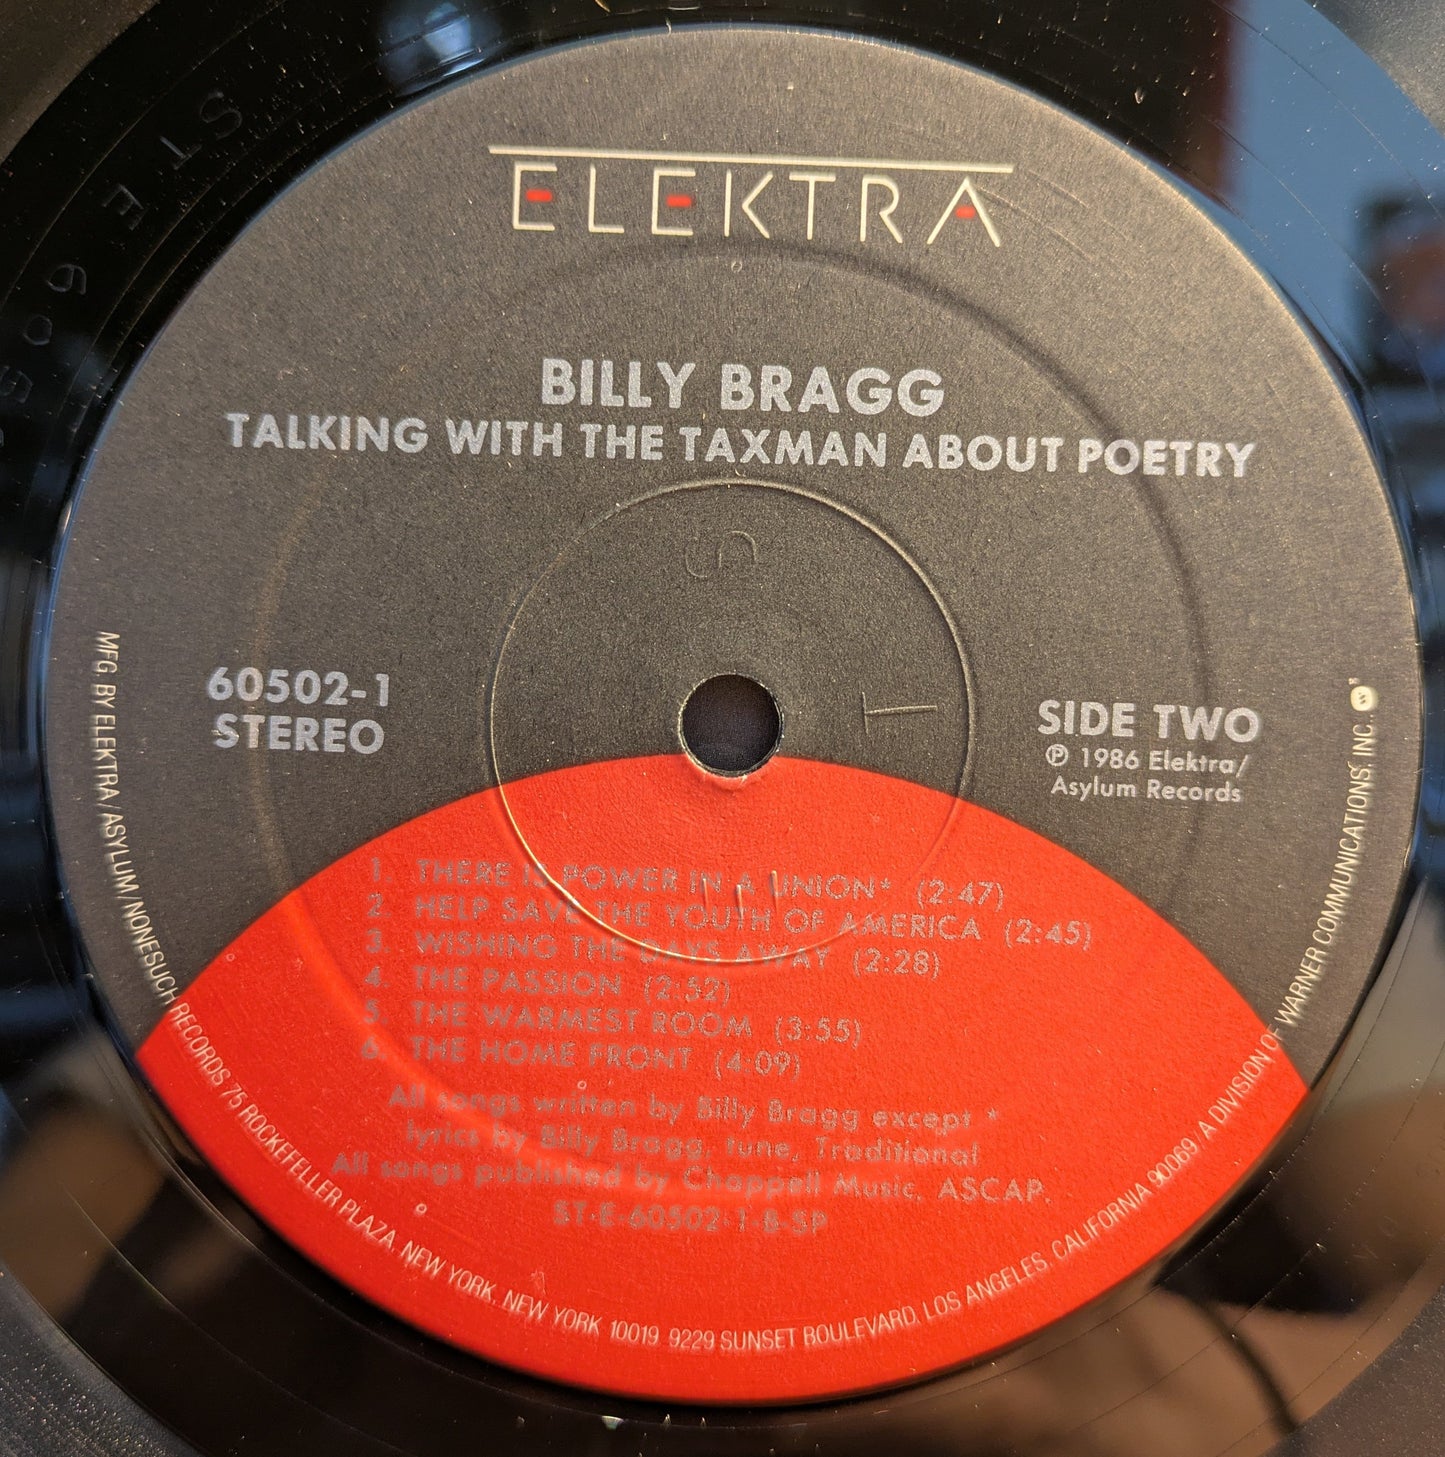 ELEKTRA
BILLY BRAGG
TALKING WITH THE TAXMAN ABOUT POETRY
60502-1
STEREO
SIDE TWO
℗ 1986 Elektra/
Asylum Records
1. THERE IS POWER IN A UNION* (2:47)
2. HELP SAVE THE YOUTH OF AMERICA (2:45)
3. WISHING THE DAYS AWAY (2:28)
4. THE PASSION (2:52)
5. THE WARMEST ROOM (3:55)
6. THE HOME FRONT (4:09)
All songs written by Billy Bragg except *
lyrics by Billy Bragg, tune, Traditional
All songs published by Chappell Music, ASCAP.
ST-E-60502-1-B-SP
MFG. BY ELEKTRA/ASYLUM/NONESUCH RECORDS 75 ROCKEFELLER PLAZA, NEW YORK, NEW YORK 10019 9229 SUNSET BOULEVARD, LOS ANGELES, CALIFORNIA 90069/A DIVISION OF WARNER COMMUNICATIONS, INC.
ST E 605